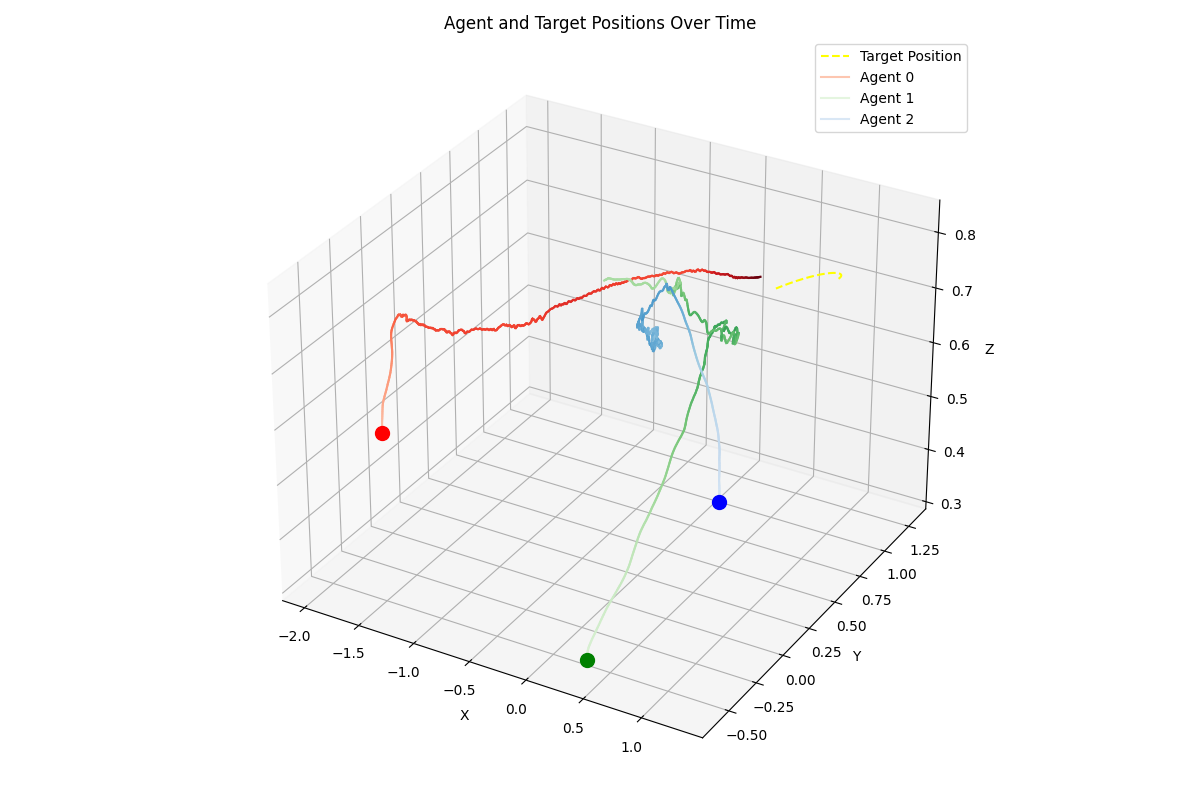 Agent and Target Positions Over Time
Target Position
Agent 0
Agent 1
Agent 2
0.8
0.7
0.6
0.5
0.4
0.3
Z
−2.0
−1.5
−1.0
−0.5
0.0
0.5
1.0
X
−0.50
−0.25
0.00
0.25
0.50
0.75
1.00
1.25
Y